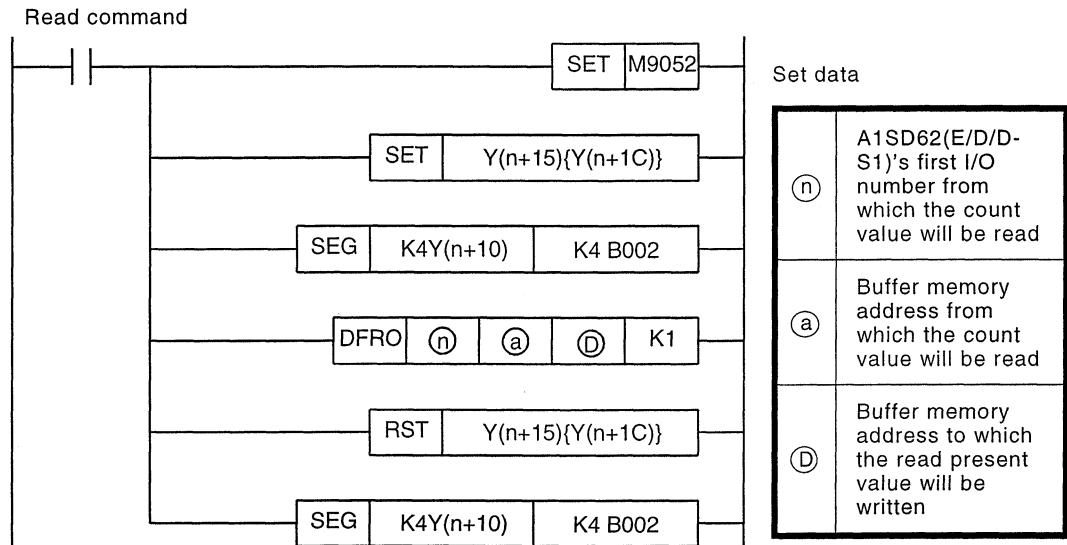 Read command
SET M9052
SET Y(n+15){Y(n+1C)}
SEG K4Y(n+10) K4 B002
DFRO n a D K1
RST Y(n+15){Y(n+1C)}
SEG K4Y(n+10) K4 B002
Set data
n
A1SD62(E/D/D-
S1)'s first I/O
number from
which the count
value will be read
a
Buffer memory
address from
which the count
value will be read
D
Buffer memory
address to which
the read present
value will be
written